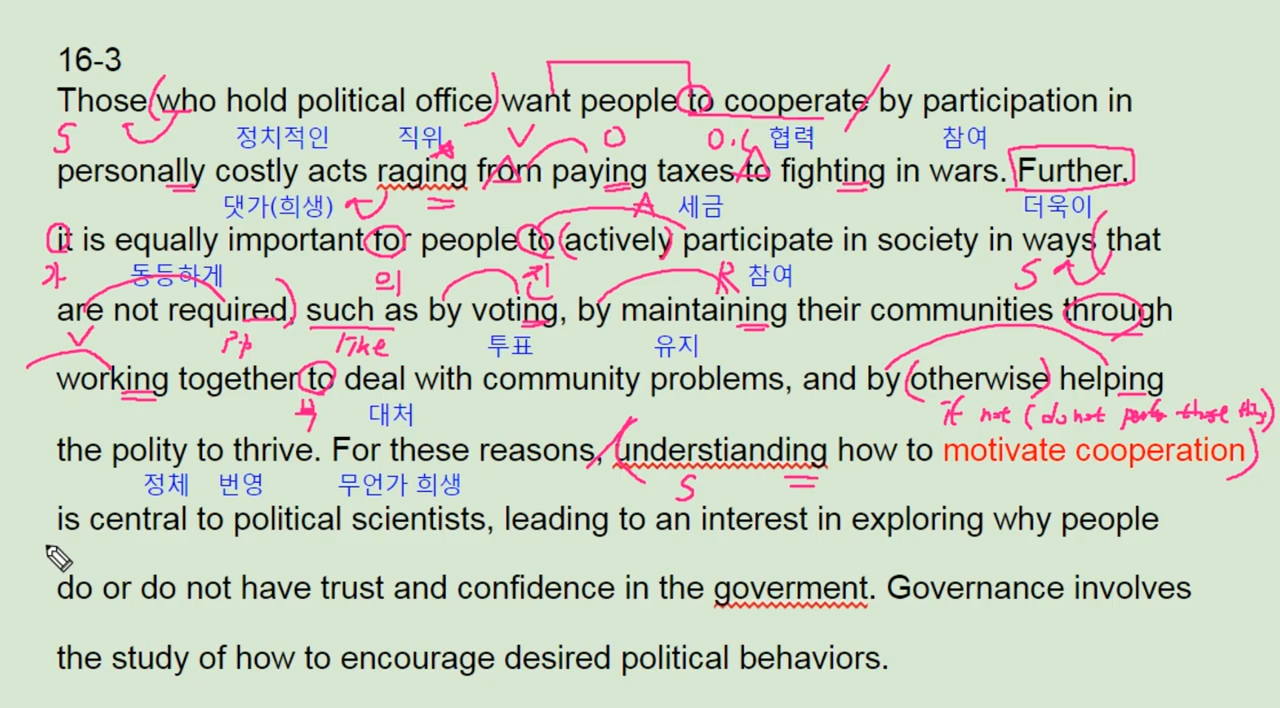 16-3
Those (who hold political office) want people to cooperate / by participation in
S 정치적인 직위 V O O.C 협력 참여
personally costly acts raging from paying taxes to fighting in wars. Further.
댓가(희생) A 세금 더욱이
it is equally important for people to (actively) participate in society in ways (that
가 동등하게 의 진 R 참여 S
are not required) such as by voting, by maintaining their communities through
V p.p like 투표 유지
working together to deal with community problems, and by (otherwise) helping
부 대처 if not (do not those
the polity to thrive. For these reasons, (understianding how to motivate cooperation)
정체 번영 무언가 희생 S
is central to political scientists, leading to an interest in exploring why people
do or do not have trust and confidence in the goverment. Governance involves
the study of how to encourage desired political behaviors.